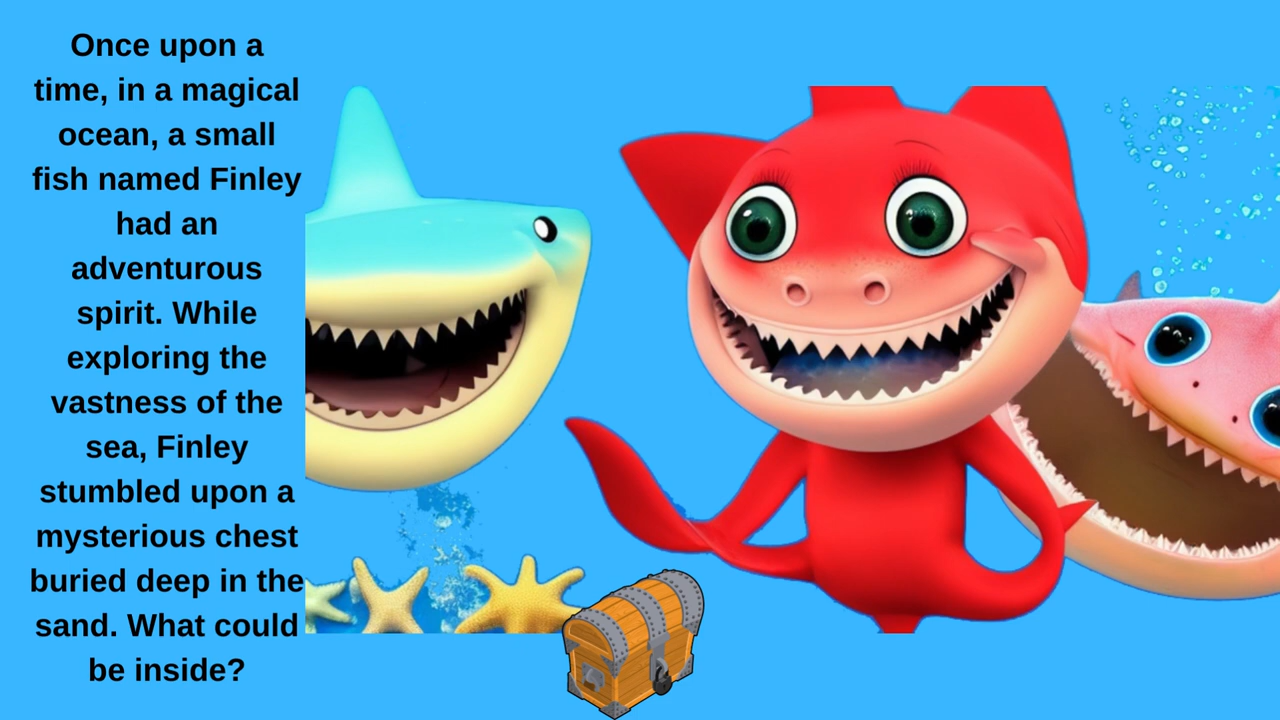 Once upon a
time, in a magical
ocean, a small
fish named Finley
had an
adventurous
spirit. While
exploring the
vastness of the
sea, Finley
stumbled upon a
mysterious chest
buried deep in the
sand. What could
be inside?